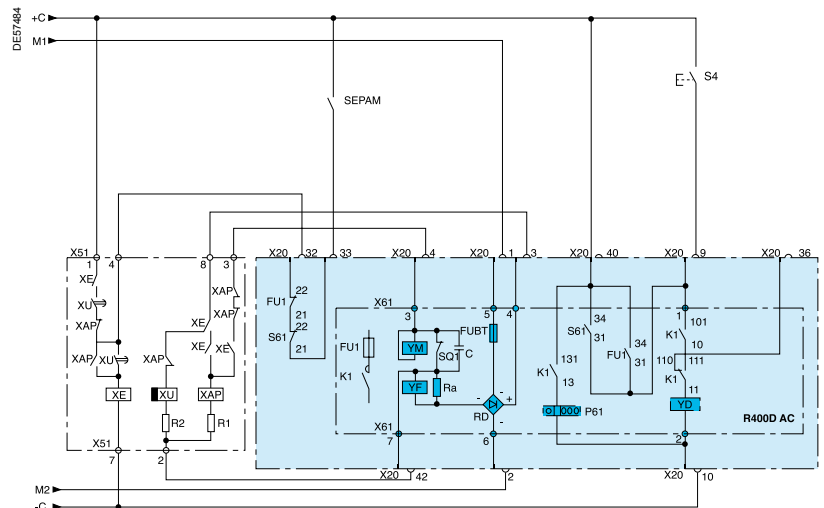 DE57484
+C
M1
S4
SEPAM
X51 X20 32 33 X20 4 X20 1 3 X20 40 X20 9 X20 36
1 4 8 3
XE
XU
XAP
XAP XU
XE
XAP
XU
XE
XE XE
XAP
XAP
XAP
R2 R1
X51
7 2
FU1 22
21
S61 22
21
X61
3 5 4 1
FU1
K1
YM
SQ1 C
YF
Ra
FUBT
RD
-
+
-
34
S61
31
34
FU1
31
131
K1
13
P61
000
101
K1
10
110 111
K1
11
YD
R400D AC
X61
7 6 2
X20 42 2 X20 10
M2
-C